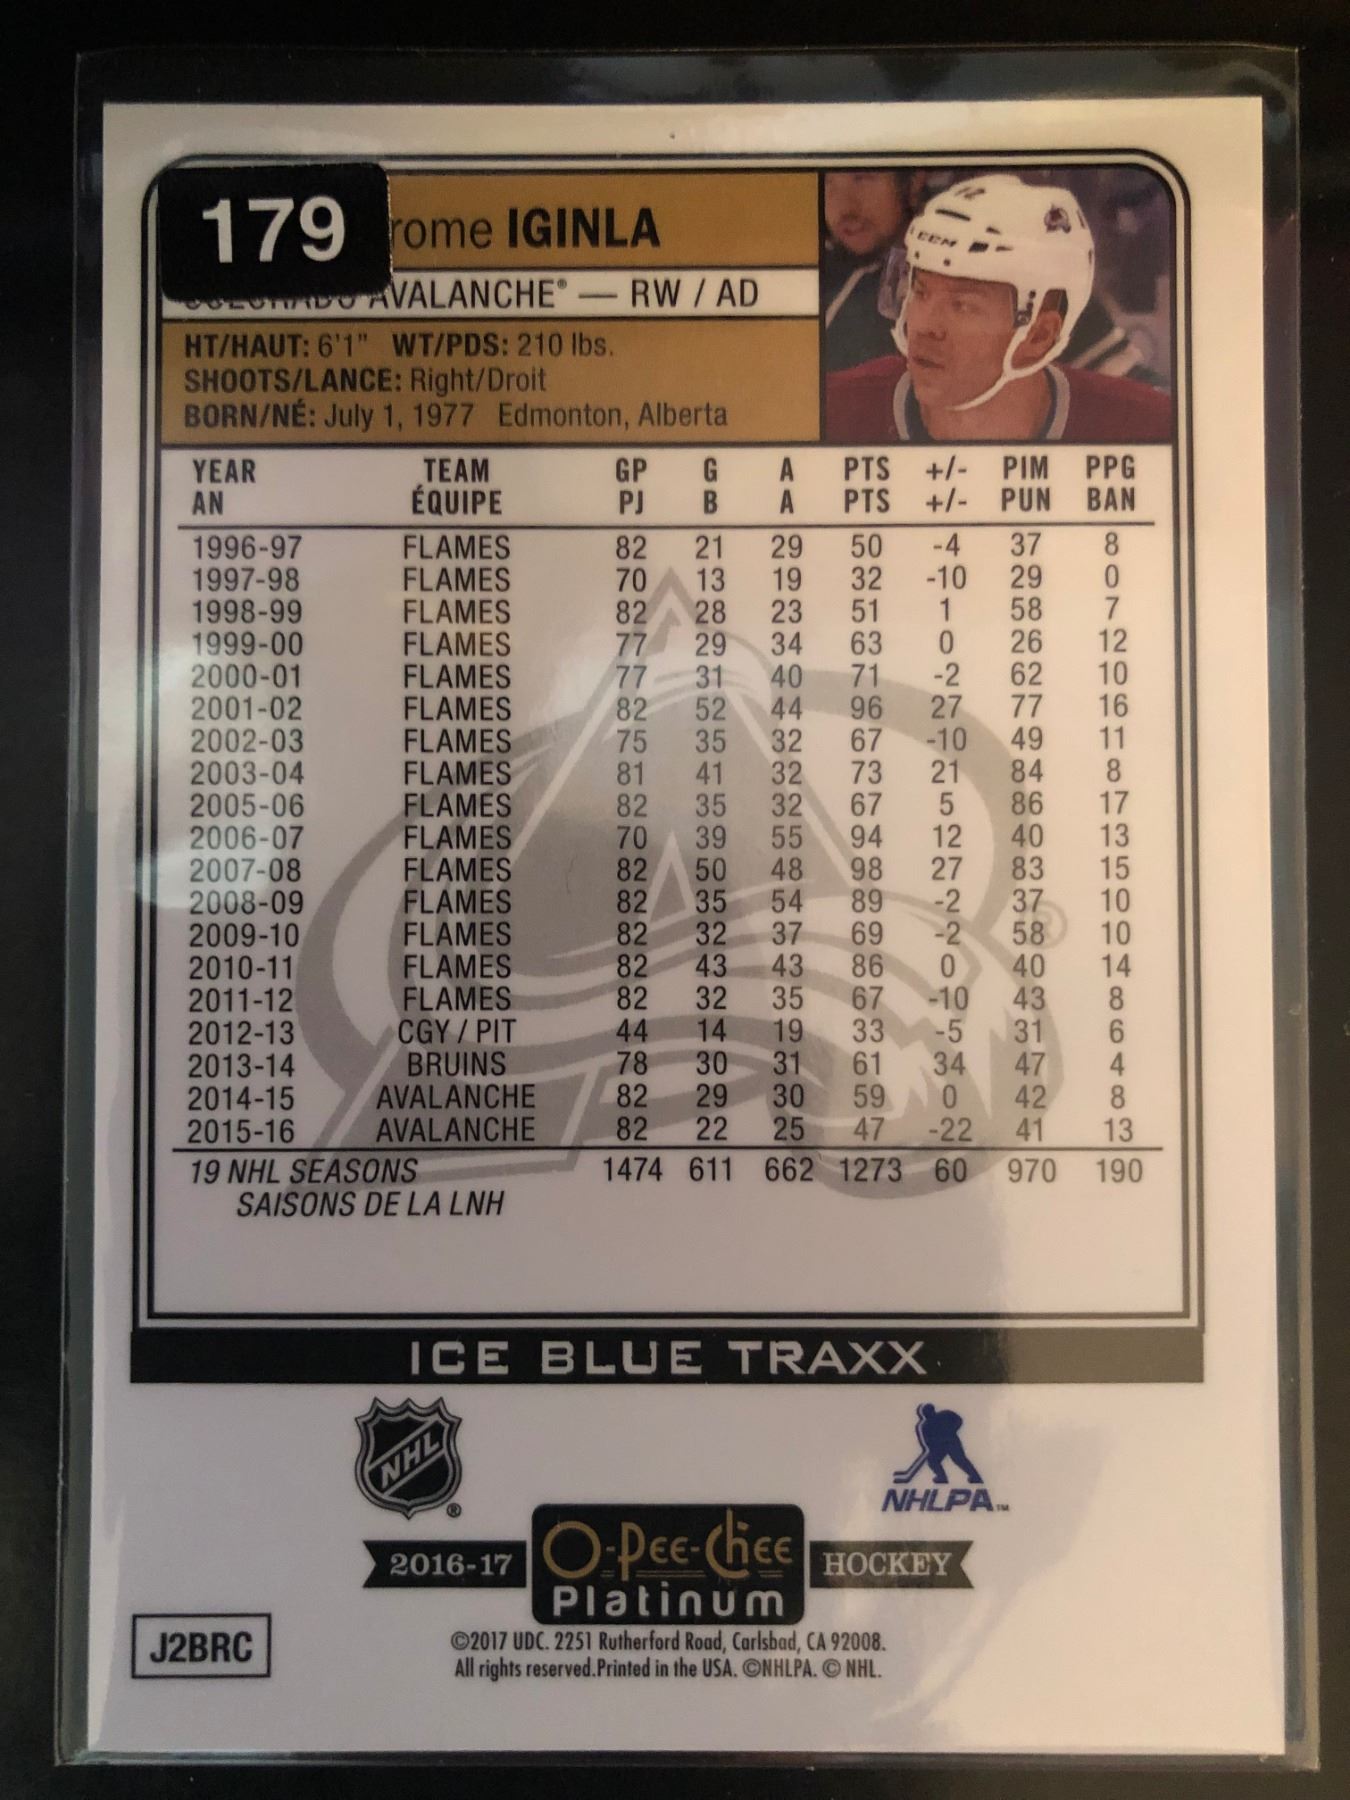 179
rome IGINLA
COLORADO AVALANCHE® — RW / AD
HT/HAUT: 6'1" WT/PDS: 210 lbs.
SHOOTS/LANCE: Right/Droit
BORN/NÉ: July 1, 1977 Edmonton, Alberta
12
CCM
YEAR TEAM GP G A PTS +/- PIM PPG
AN ÉQUIPE PJ B A PTS +/- PUN BAN
1996-97 FLAMES 82 21 29 50 -4 37 8
1997-98 FLAMES 70 13 19 32 -10 29 0
1998-99 FLAMES 82 28 23 51 1 58 7
1999-00 FLAMES 77 29 34 63 0 26 12
2000-01 FLAMES 77 31 40 71 -2 62 10
2001-02 FLAMES 82 52 44 96 27 77 16
2002-03 FLAMES 75 35 32 67 -10 49 11
2003-04 FLAMES 81 41 32 73 21 84 8
2005-06 FLAMES 82 35 32 67 5 86 17
2006-07 FLAMES 70 39 55 94 12 40 13
2007-08 FLAMES 82 50 48 98 27 83 15
2008-09 FLAMES 82 35 54 89 -2 37 10
2009-10 FLAMES 82 32 37 69 -2 58 10
2010-11 FLAMES 82 43 43 86 0 40 14
2011-12 FLAMES 82 32 35 67 -10 43 8
2012-13 CGY / PIT 44 14 19 33 -5 31 6
2013-14 BRUINS 78 30 31 61 34 47 4
2014-15 AVALANCHE 82 29 30 59 0 42 8
2015-16 AVALANCHE 82 22 25 47 -22 41 13
19 NHL SEASONS 1474 611 662 1273 60 970 190
SAISONS DE LA LNH
®
ICE BLUE TRAXX
NHL®
NHLPA™
2016-17 O-Pee-Chee HOCKEY
Platinum
J2BRC
©2017 UDC. 2251 Rutherford Road, Carlsbad, CA 92008.
All rights reserved.Printed in the USA. ©NHLPA. © NHL.